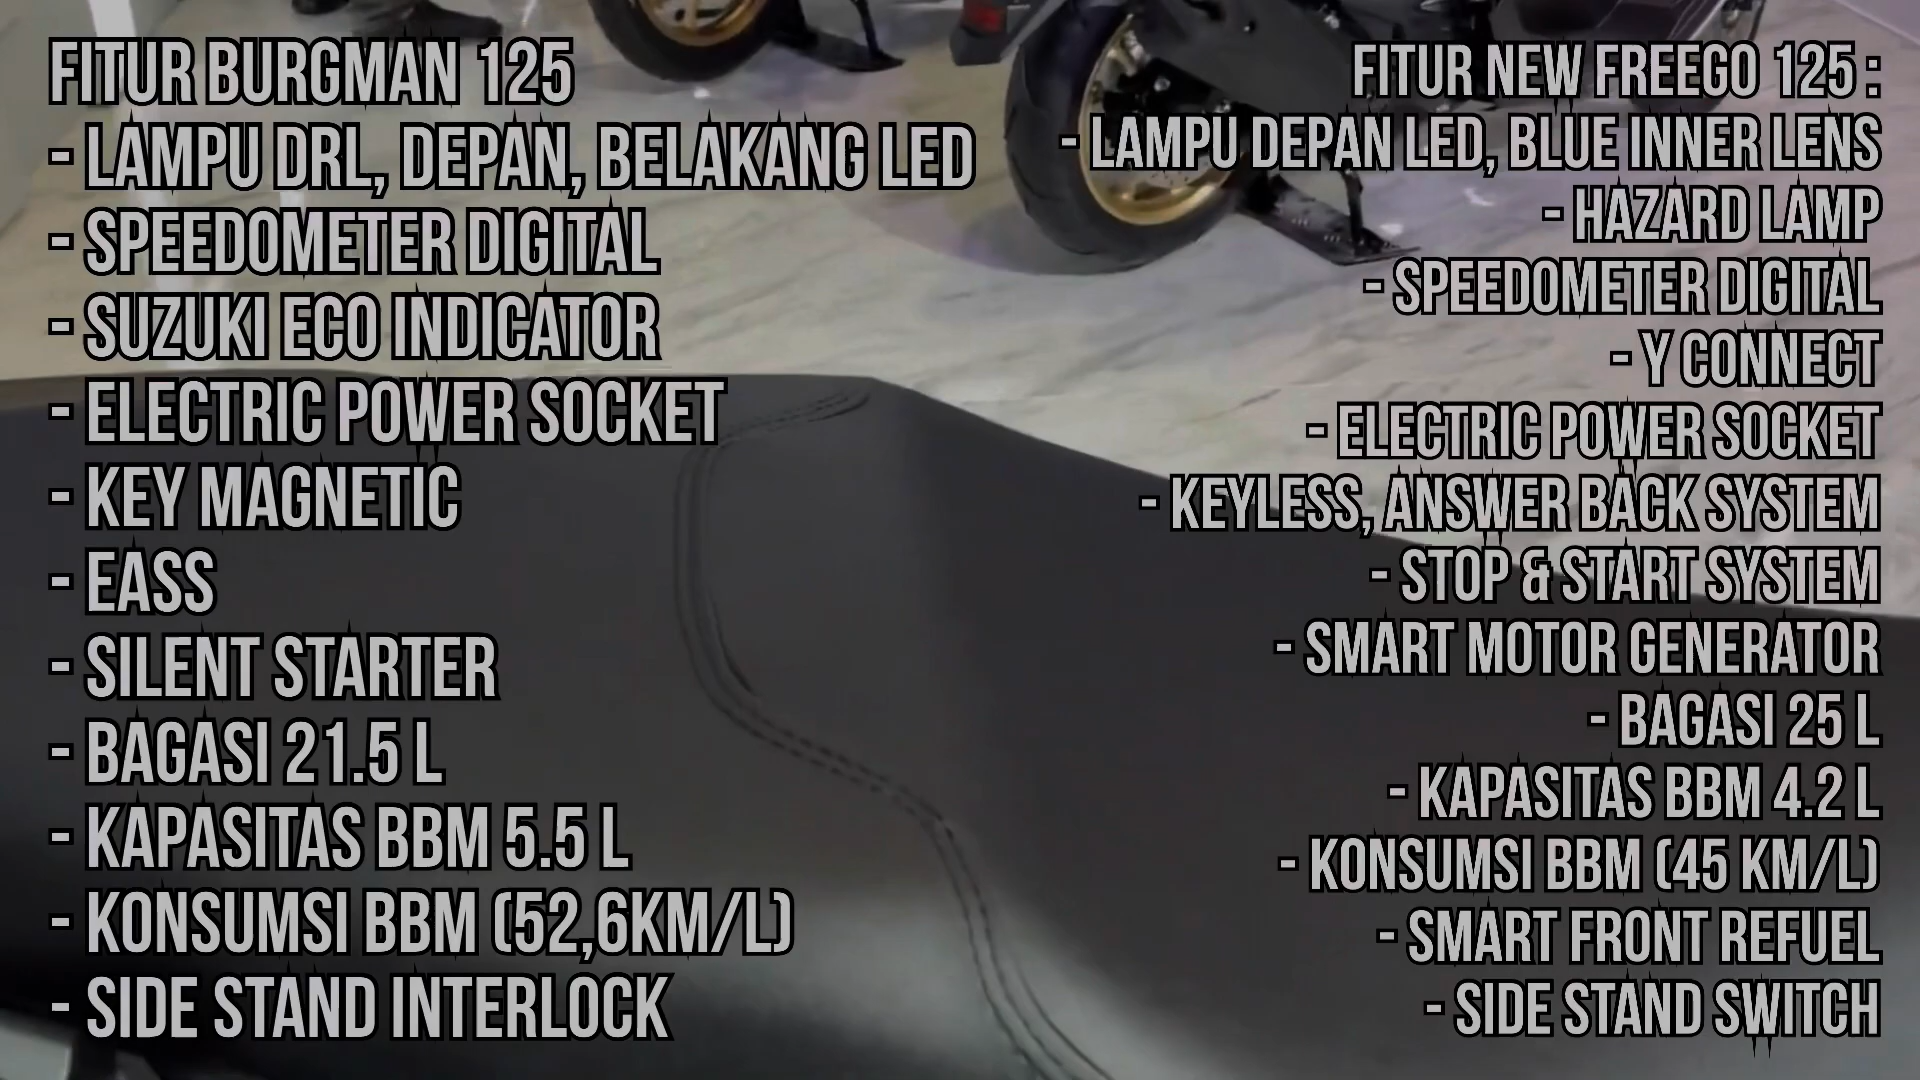 FITUR BURGMAN 125
- LAMPU DRL, DEPAN, BELAKANG LED
- SPEEDOMETER DIGITAL
- SUZUKI ECO INDICATOR
- ELECTRIC POWER SOCKET
- KEY MAGNETIC
- EASS
- SILENT STARTER
- BAGASI 21.5 L
- KAPASITAS BBM 5.5 L
- KONSUMSI BBM (52,6KM/L)
- SIDE STAND INTERLOCK
FITUR NEW FREEGO 125 :
- LAMPU DEPAN LED, BLUE INNER LENS
- HAZARD LAMP
- SPEEDOMETER DIGITAL
- Y CONNECT
- ELECTRIC POWER SOCKET
- KEYLESS, ANSWER BACK SYSTEM
- STOP & START SYSTEM
- SMART MOTOR GENERATOR
- BAGASI 25 L
- KAPASITAS BBM 4.2 L
- KONSUMSI BBM (45 KM/L)
- SMART FRONT REFUEL
- SIDE STAND SWITCH